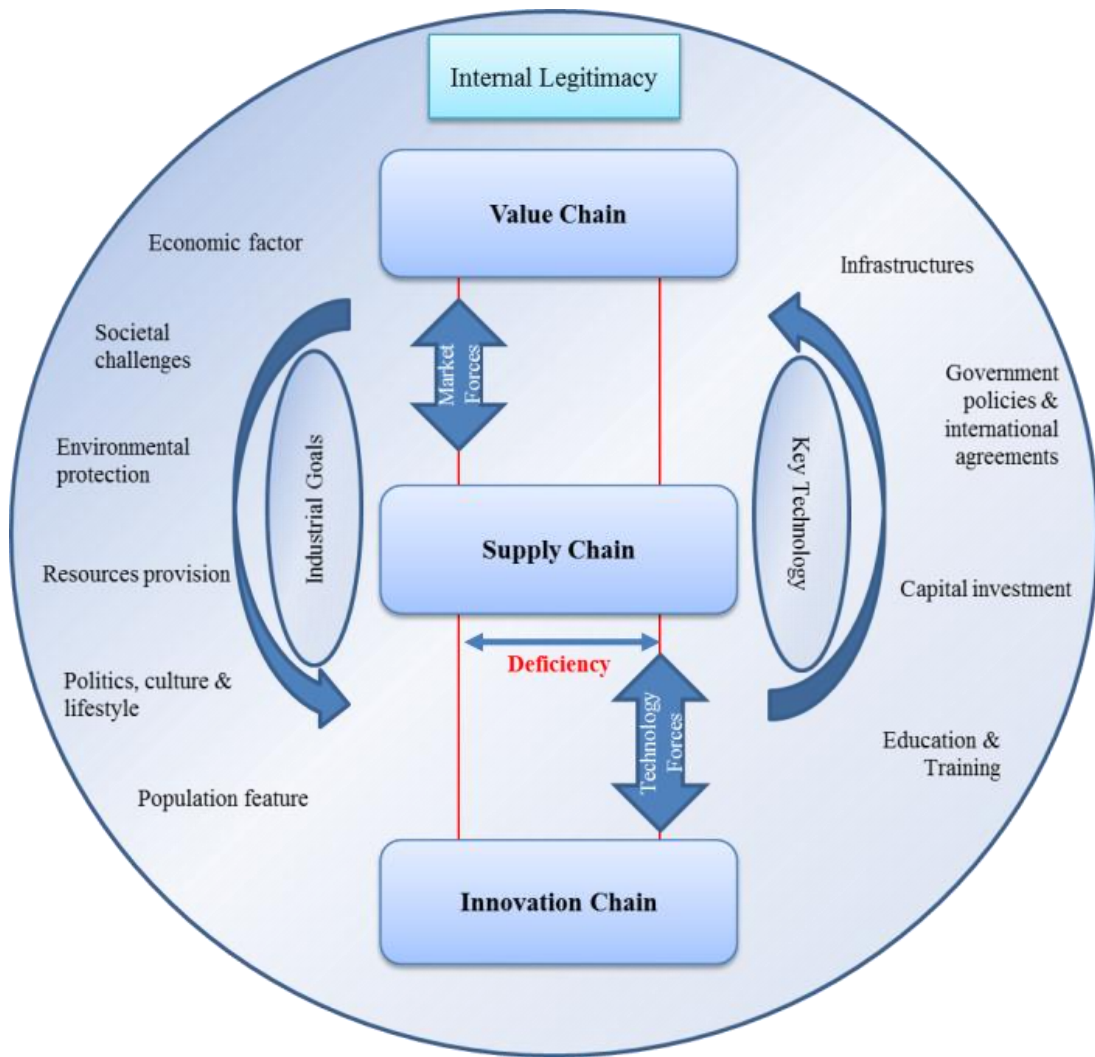 Internal Legitimacy
Value Chain
Economic factor
Infrastructures
Societal
challenges
Market
Forces
Government
policies &
international
agreements
Environmental
protection
Industrial Goals
Key Technology
Supply Chain
Resources provision
Capital investment
Deficiency
Politics, culture &
lifestyle
Technology
Forces
Education &
Training
Population feature
Innovation Chain